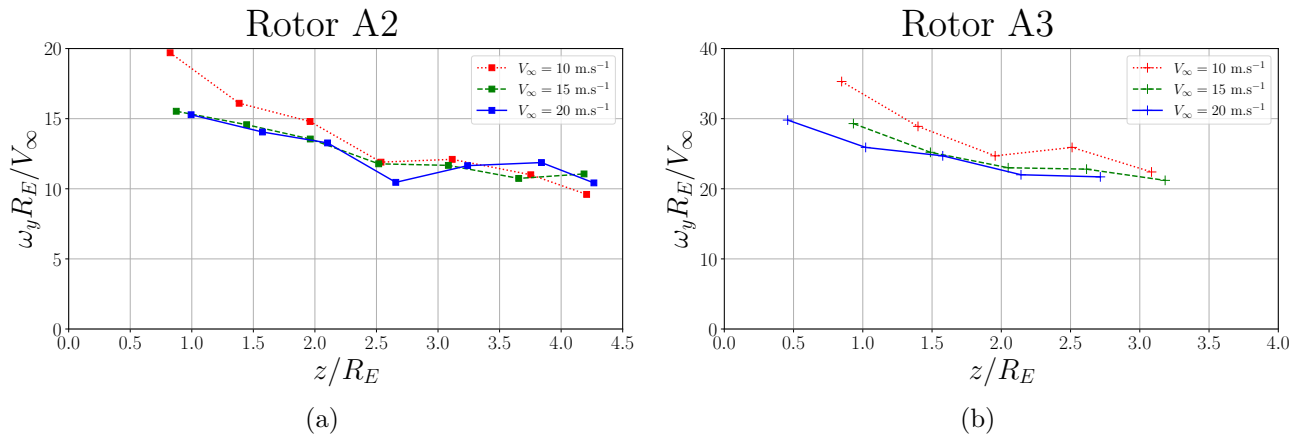 Rotor A2
20
15
10
5
0
0.0 0.5 1.0 1.5 2.0 2.5 3.0 3.5 4.0 4.5
ω_y R_E/V_∞
z/R_E
V_∞ = 10 m.s⁻¹
V_∞ = 15 m.s⁻¹
V_∞ = 20 m.s⁻¹
(a)
Rotor A3
40
30
20
10
0
0.0 0.5 1.0 1.5 2.0 2.5 3.0 3.5 4.0
ω_y R_E/V_∞
z/R_E
V_∞ = 10 m.s⁻¹
V_∞ = 15 m.s⁻¹
V_∞ = 20 m.s⁻¹
(b)